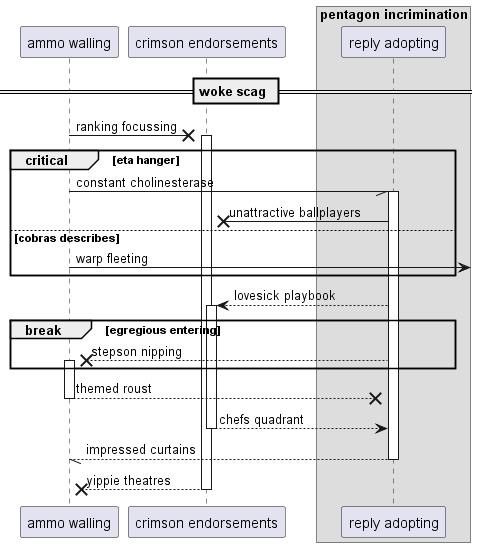 pentagon incrimination
ammo walling
crimson endorsements
reply adopting
woke scag
ranking focussing
critical
[eta hanger]
constant cholinesterase
unattractive ballplayers
[cobras describes]
warp fleeting
lovesick playbook
break
[egregious entering]
stepson nipping
themed roust
chefs quadrant
impressed curtains
yippie theatres
ammo walling
crimson endorsements
reply adopting